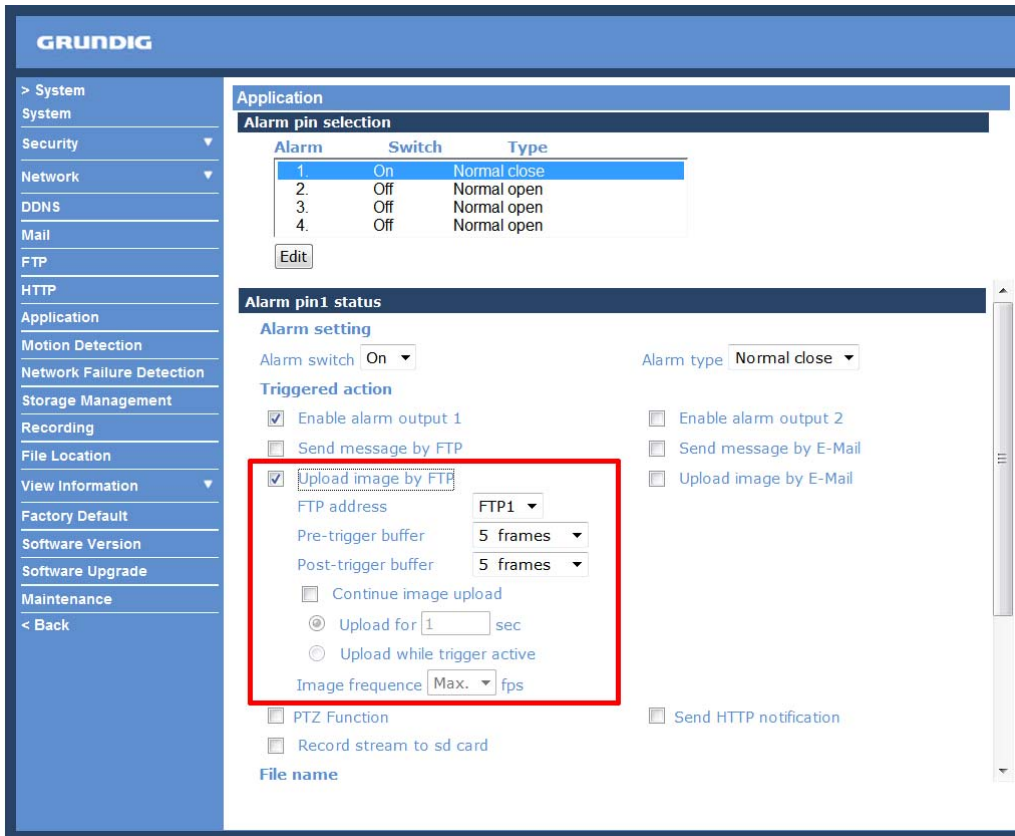 GRUNDIG
> System
System
Security
Network
DDNS
Mail
FTP
HTTP
Application
Motion Detection
Network Failure Detection
Storage Management
Recording
File Location
View Information
Factory Default
Software Version
Software Upgrade
Maintenance
< Back
Application
Alarm pin selection
Alarm Switch Type
1. On Normal close
2. Off Normal open
3. Off Normal open
4. Off Normal open
Edit
Alarm pin1 status
Alarm setting
Alarm switch On Alarm type Normal close
Triggered action
Enable alarm output 1 Enable alarm output 2
Send message by FTP Send message by E-Mail
Upload image by FTP Upload image by E-Mail
FTP address FTP1
Pre-trigger buffer 5 frames
Post-trigger buffer 5 frames
Continue image upload
Upload for 1 sec
Upload while trigger active
Image frequence Max. fps
PTZ Function Send HTTP notification
Record stream to sd card
File name